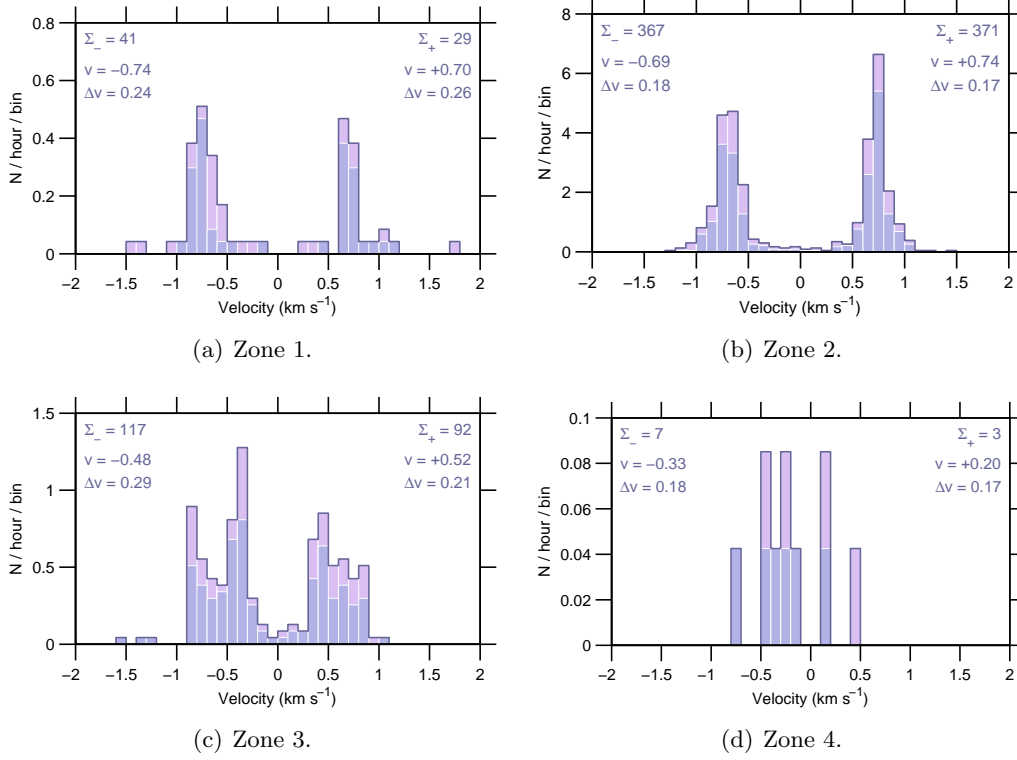 0.8
0.6
0.4
0.2
0
N / hour / bin
Σ₋ = 41
v = −0.74
Δv = 0.24
Σ₊ = 29
v = +0.70
Δv = 0.26
−2 −1.5 −1 −0.5 0 0.5 1 1.5 2
Velocity (km s⁻¹)
(a) Zone 1.
8
6
4
2
0
N / hour / bin
Σ₋ = 367
v = −0.69
Δv = 0.18
Σ₊ = 371
v = +0.74
Δv = 0.17
−2 −1.5 −1 −0.5 0 0.5 1 1.5 2
Velocity (km s⁻¹)
(b) Zone 2.
1.5
1
0.5
0
N / hour / bin
Σ₋ = 117
v = −0.48
Δv = 0.29
Σ₊ = 92
v = +0.52
Δv = 0.21
−2 −1.5 −1 −0.5 0 0.5 1 1.5 2
Velocity (km s⁻¹)
(c) Zone 3.
0.1
0.08
0.06
0.04
0.02
0
N / hour / bin
Σ₋ = 7
v = −0.33
Δv = 0.18
Σ₊ = 3
v = +0.20
Δv = 0.17
−2 −1.5 −1 −0.5 0 0.5 1 1.5 2
Velocity (km s⁻¹)
(d) Zone 4.